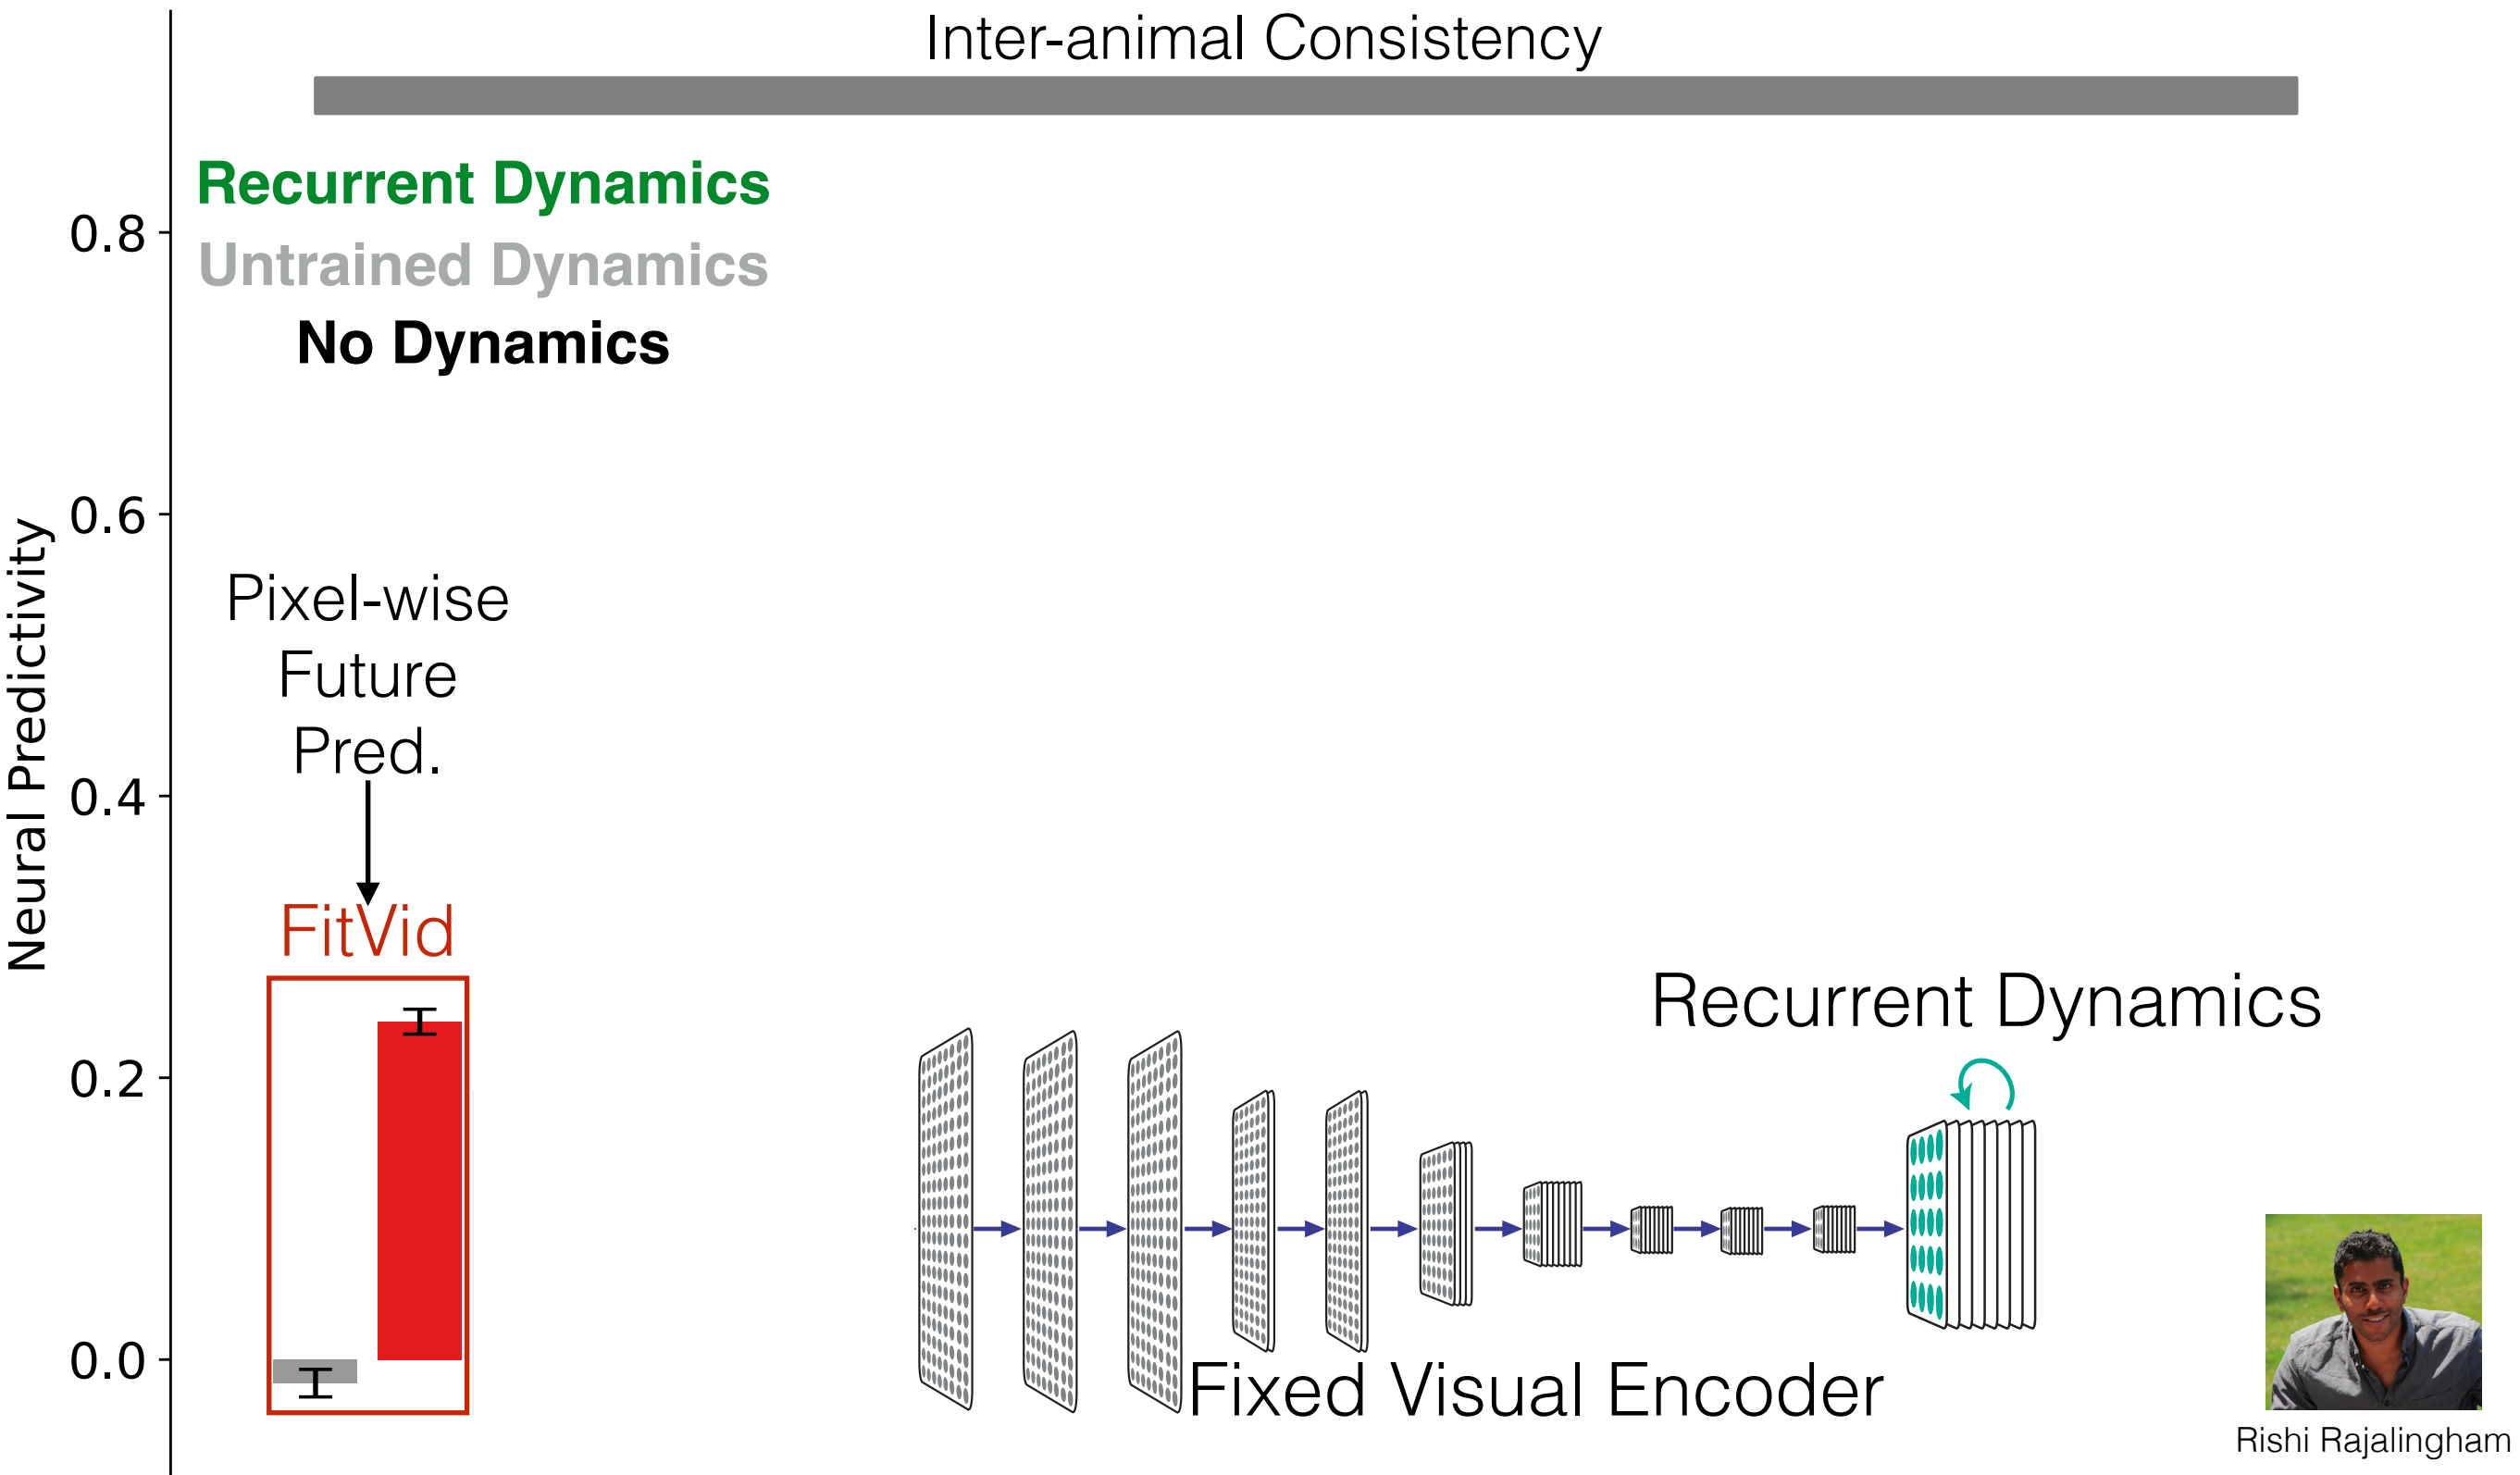 Inter-animal Consistency
Recurrent Dynamics
Untrained Dynamics
No Dynamics
Neural Predictivity
0.8
0.6
0.4
0.2
0.0
Pixel-wise
Future
Pred.
FitVid
Recurrent Dynamics
Fixed Visual Encoder
Rishi Rajalingham